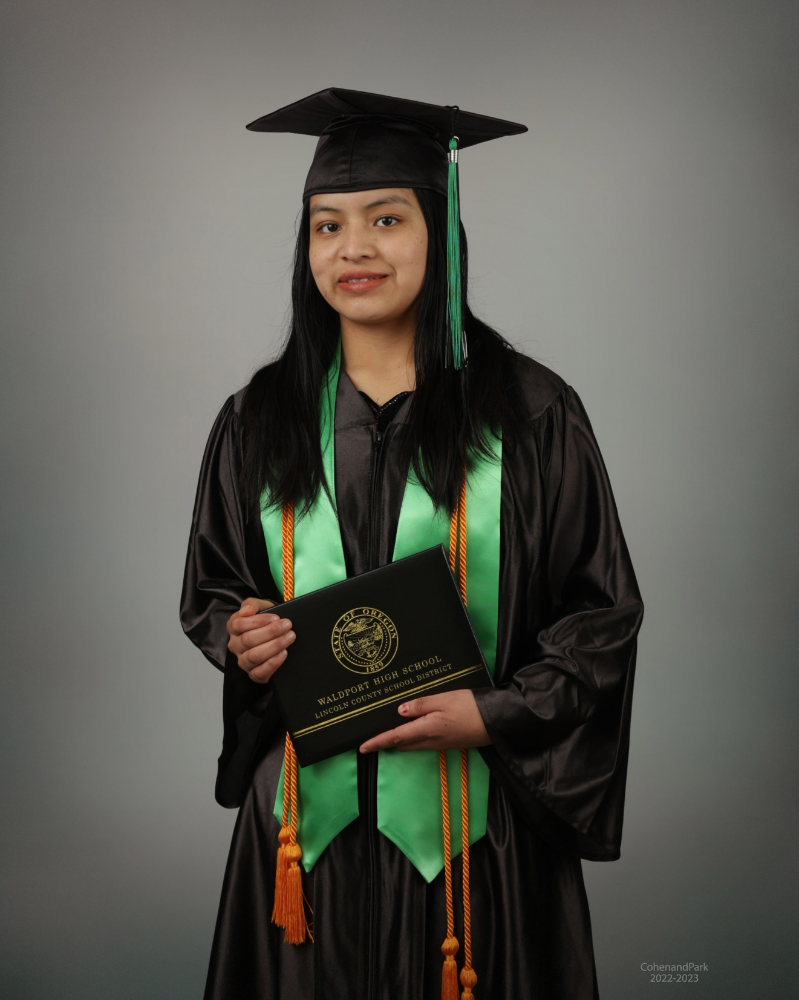 STATE OF OREGON
1859
WALDPORT HIGH SCHOOL
LINCOLN COUNTY SCHOOL DISTRICT
CohenandPark
2022-2023